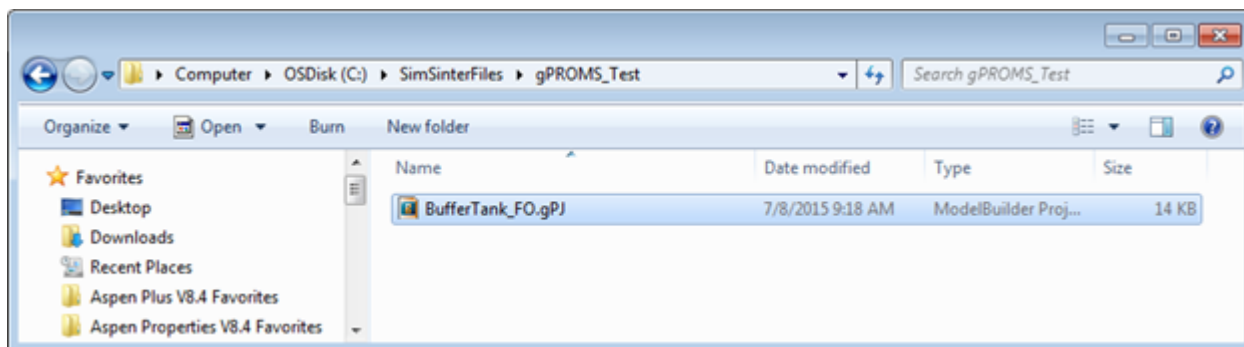 Computer OSDisk (C:) SimSinterFiles gPROMS_Test Search gPROMS_Test
Organize Open Burn New folder
Favorites
Desktop
Downloads
Recent Places
Aspen Plus V8.4 Favorites
Aspen Properties V8.4 Favorites
Name Date modified Type Size
BufferTank_FO.gPJ 7/8/2015 9:18 AM ModelBuilder Proj... 14 KB